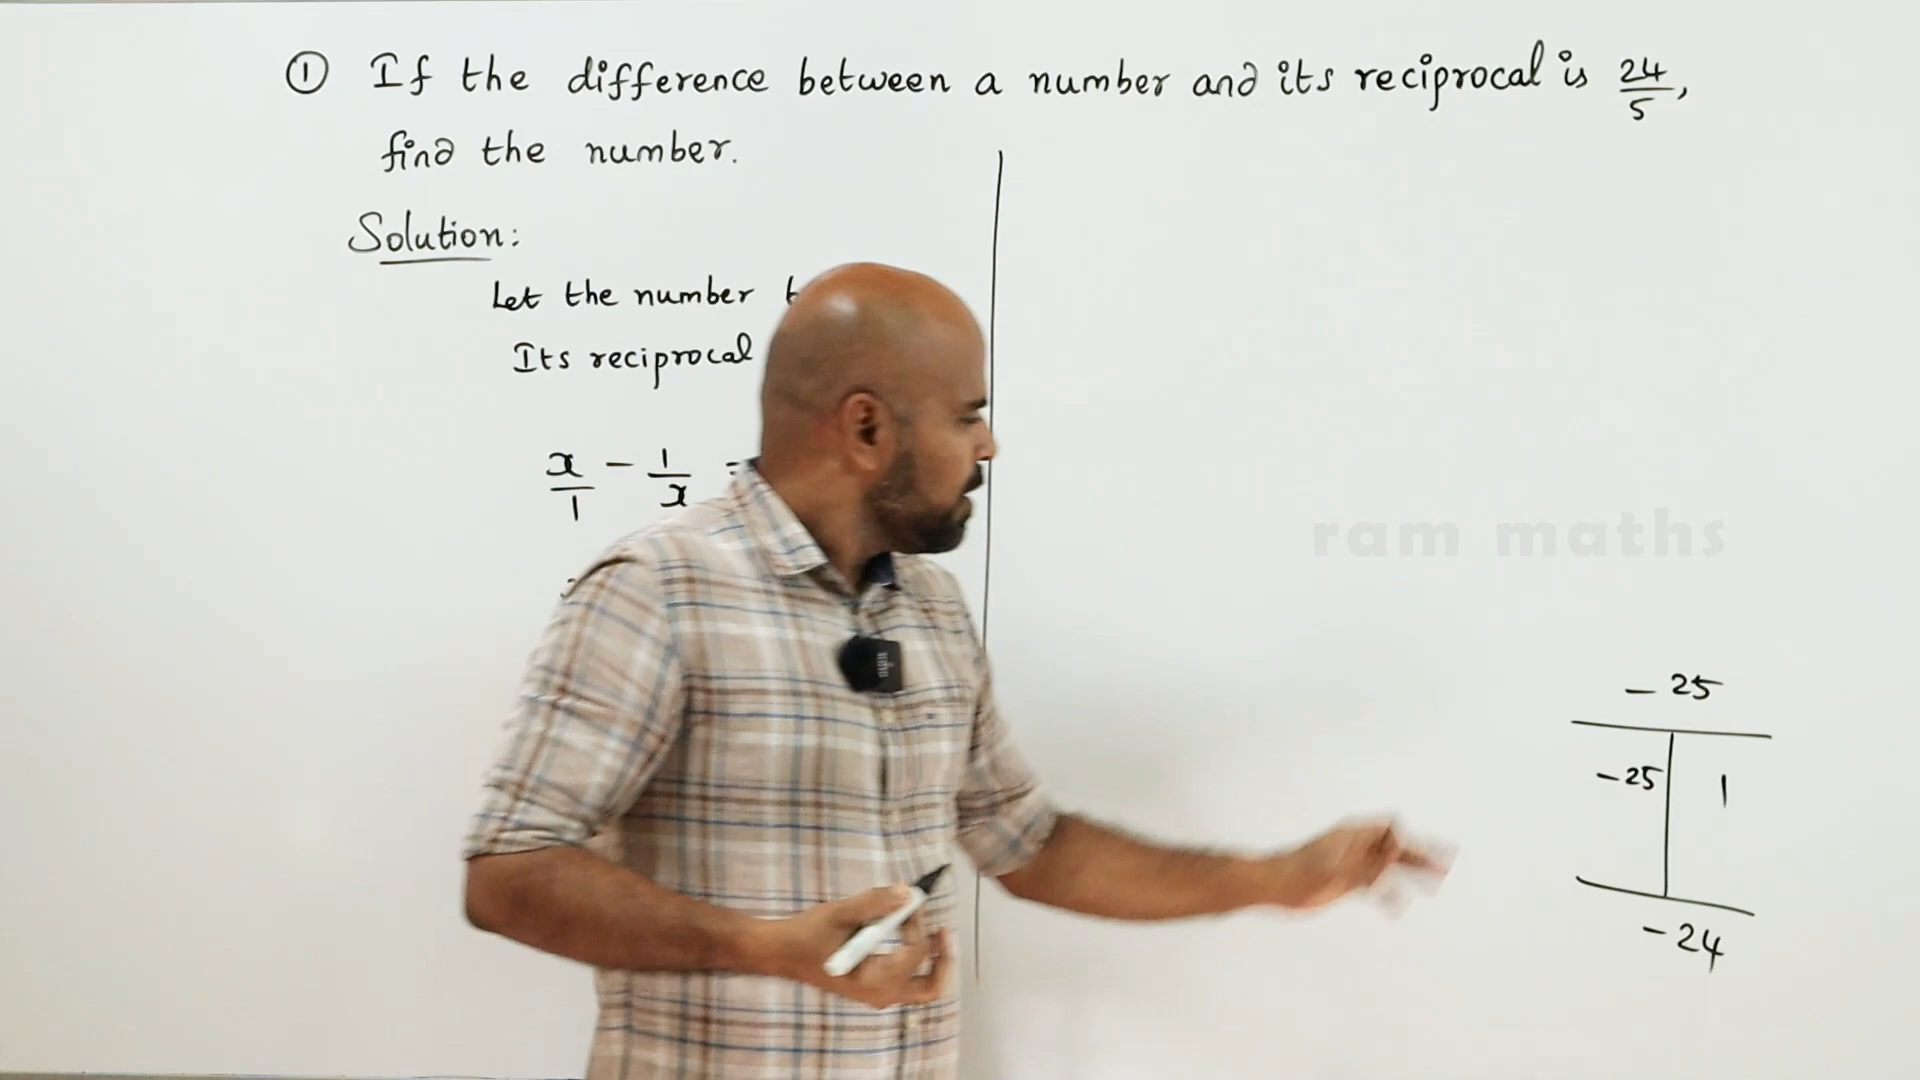 ① If the difference between a number and its reciprocal is 24/5,
find the number.
Solution:
Let the number
Its reciprocal
x/1 - 1/x =
ram maths
- 25
-25 | 1
- 24